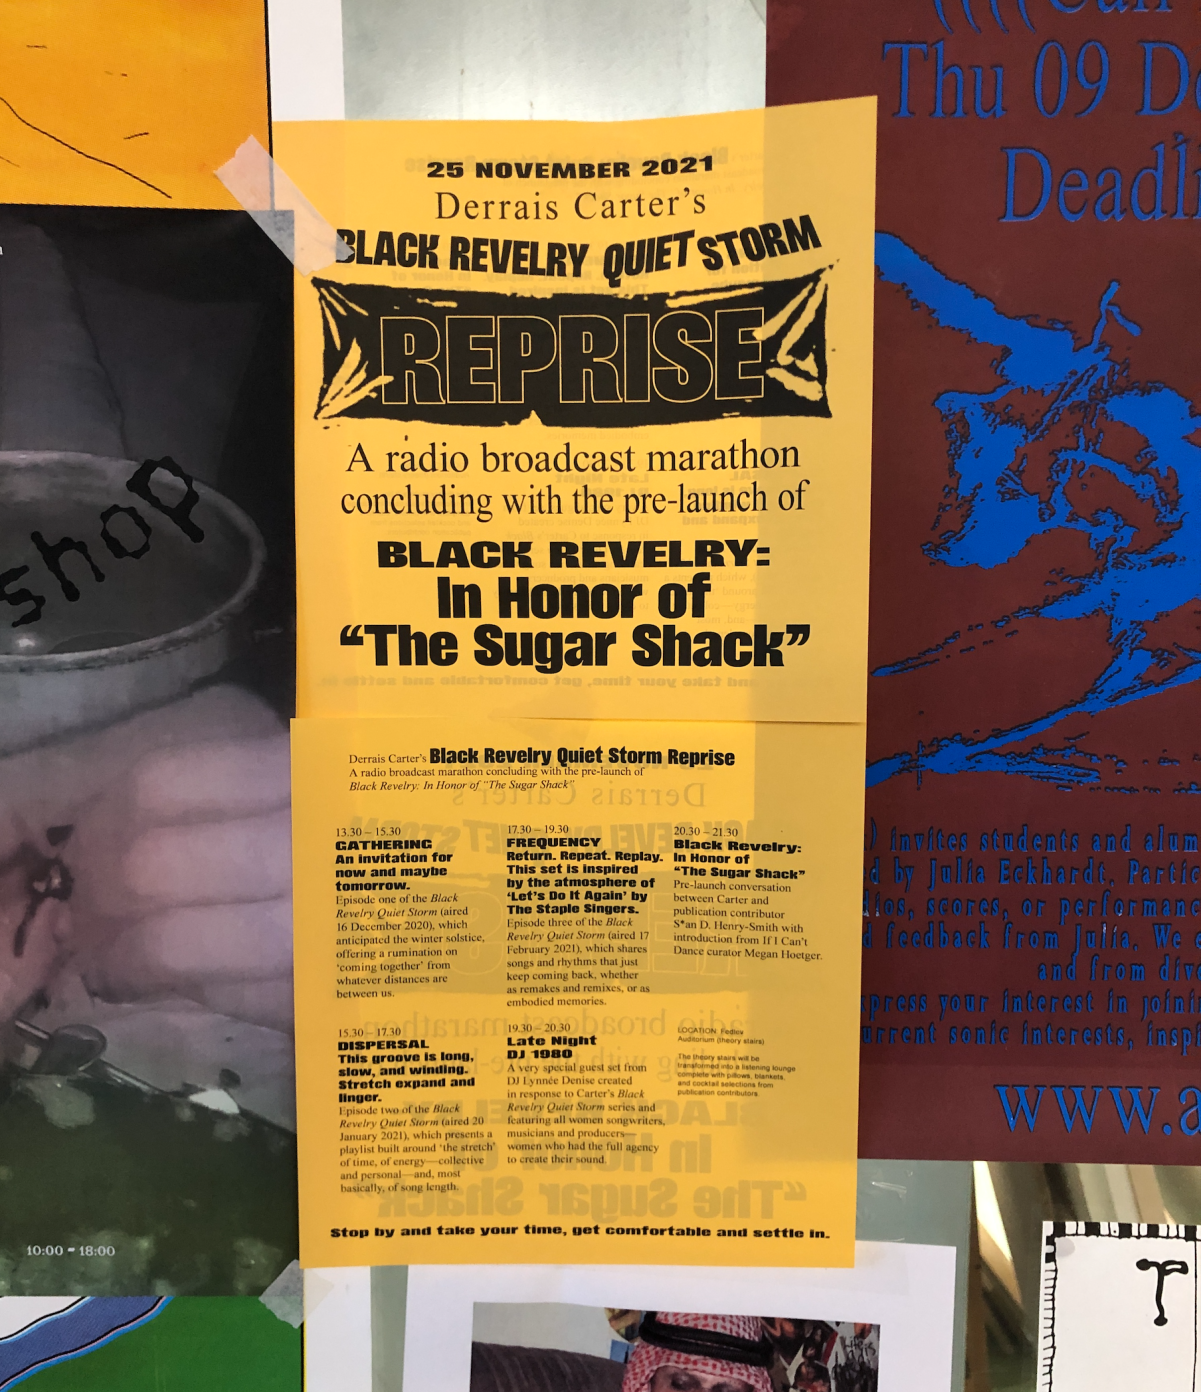 25 NOVEMBER 2021
Derrais Carter's
BLACK REVELRY QUIET STORM
REPRISE
A radio broadcast marathon
concluding with the pre-launch of
BLACK REVELRY:
In Honor of
“The Sugar Shack”
Derrais Carter's Black Revelry Quiet Storm Reprise
A radio broadcast marathon concluding with the pre-launch of
Black Revelry: In Honor of "The Sugar Shack"
13.30 – 15.30
GATHERING
An invitation for
now and maybe
tomorrow.
Episode one of the Black
Revelry Quiet Storm (aired
16 December 2020), which
anticipated the winter solstice,
offering a rumination on
‘coming together’ from
whatever distances are
between us.
15.30 – 17.30
DISPERSAL
This groove is long,
slow, and winding.
Stretch expand and
linger.
Episode two of the Black
Revelry Quiet Storm (aired 20
January 2021), which presents a
playlist built around ‘the stretch’
of time, of energy—collective
and personal—and, most
basically, of song length.
17.30 – 19.30
FREQUENCY
Return. Repeat. Replay.
This set is inspired
by the atmosphere of
‘Let’s Do It Again’ by
The Staple Singers.
Episode three of the Black
Revelry Quiet Storm (aired 17
February 2021), which shares
songs and rhythms that just
keep coming back, whether
as remakes and remixes, or as
embodied memories.
19.30 – 20.30
Late Night
DJ 1980
A very special guest set from
DJ Lynnée Denise created
in response to Carter's Black
Revelry Quiet Storm series and
featuring all women songwriters,
musicians and producers—
women who had the full agency
to create their sound.
20.30 – 21.30
Black Revelry:
In Honor of
“The Sugar Shack”
Pre-launch conversation
between Carter and
publication contributor
S*an D. Henry-Smith with
introduction from If I Can't
Dance curator Megan Hoetger.
LOCATION: Fedlev
Auditorium (theory stairs)
The theory stairs will be
transformed into a listening lounge
complete with pillows, blankets,
and cocktail selections from
publication contributors.
Stop by and take your time, get comfortable and settle in.
shop
10:00 - 18:00
Thu 09 De
Deadli
) invites students and alum
d by Julia Eckhardt. Partic
ios, scores, or performanc
d feedback from Julia. We e
and from dive
press your interest in joini
urrent sonic interests, inspi
www.a
T